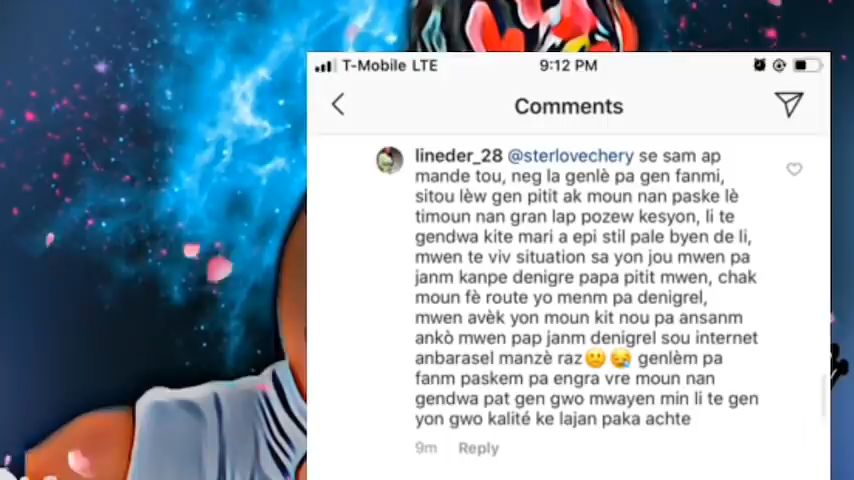 T-Mobile LTE
9:12 PM
Comments
lineder_28 @sterlovechery se sam ap
mande tou, neg la genlè pa gen fanmi,
sitou lèw gen pitit ak moun nan paske lè
timoun nan gran lap pozew kesyon, li te
gendwa kite mari a epi stil pale byen de li,
mwen te viv situation sa yon jou mwen pa
janm kanpe denigre papa pitit mwen, chak
moun fè route yo menm pa denigrel,
mwen avèk yon moun kit nou pa ansanm
ankò mwen pap janm denigrel sou internet
anbarasel manzè raz🙁😪 genlèm pa
fanm paskem pa engra vre moun nan
gendwa pat gen gwo mwayen min li te gen
yon gwo kalité ke lajan paka achte
9m Reply